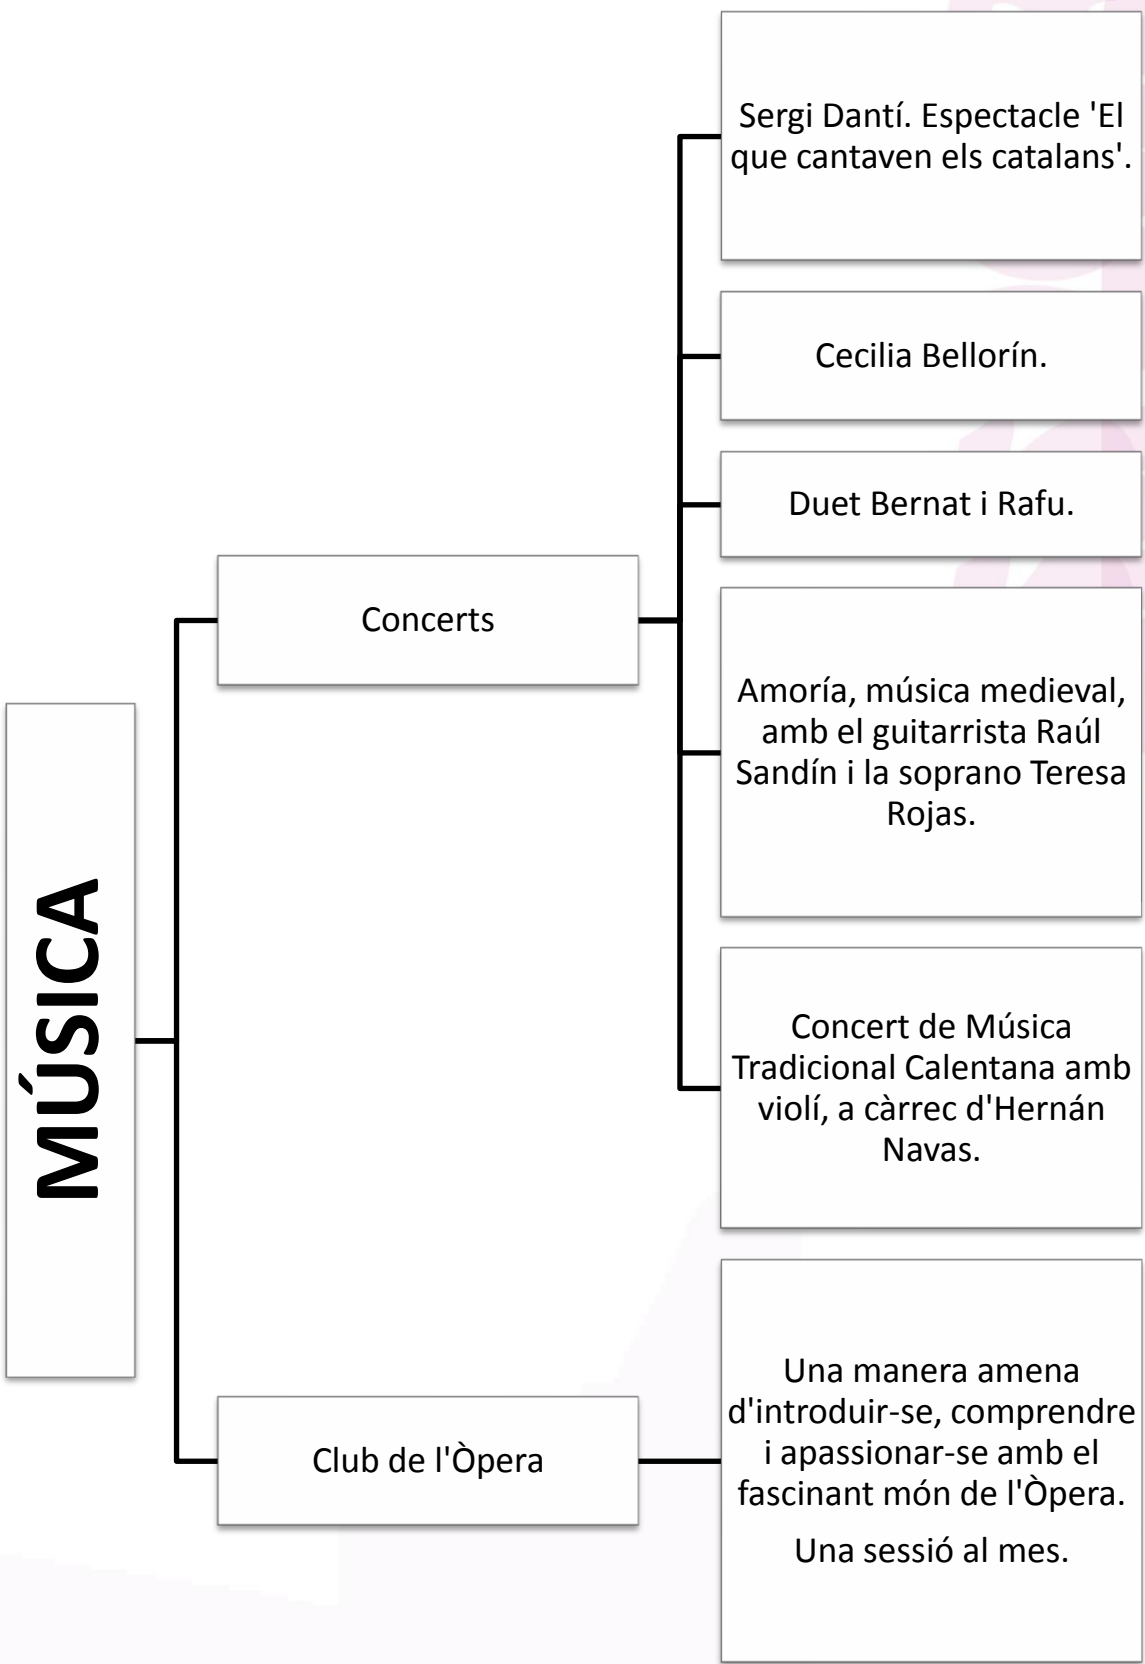 MÚSICA
Concerts
Sergi Dantí. Espectacle 'El
que cantaven els catalans'.
Cecilia Bellorín.
Duet Bernat i Rafu.
Amoría, música medieval,
amb el guitarrista Raúl
Sandín i la soprano Teresa
Rojas.
Concert de Música
Tradicional Calentana amb
violí, a càrrec d'Hernán
Navas.
Club de l'Òpera
Una manera amena
d'introduir-se, comprendre
i apassionar-se amb el
fascinant món de l'Òpera.
Una sessió al mes.